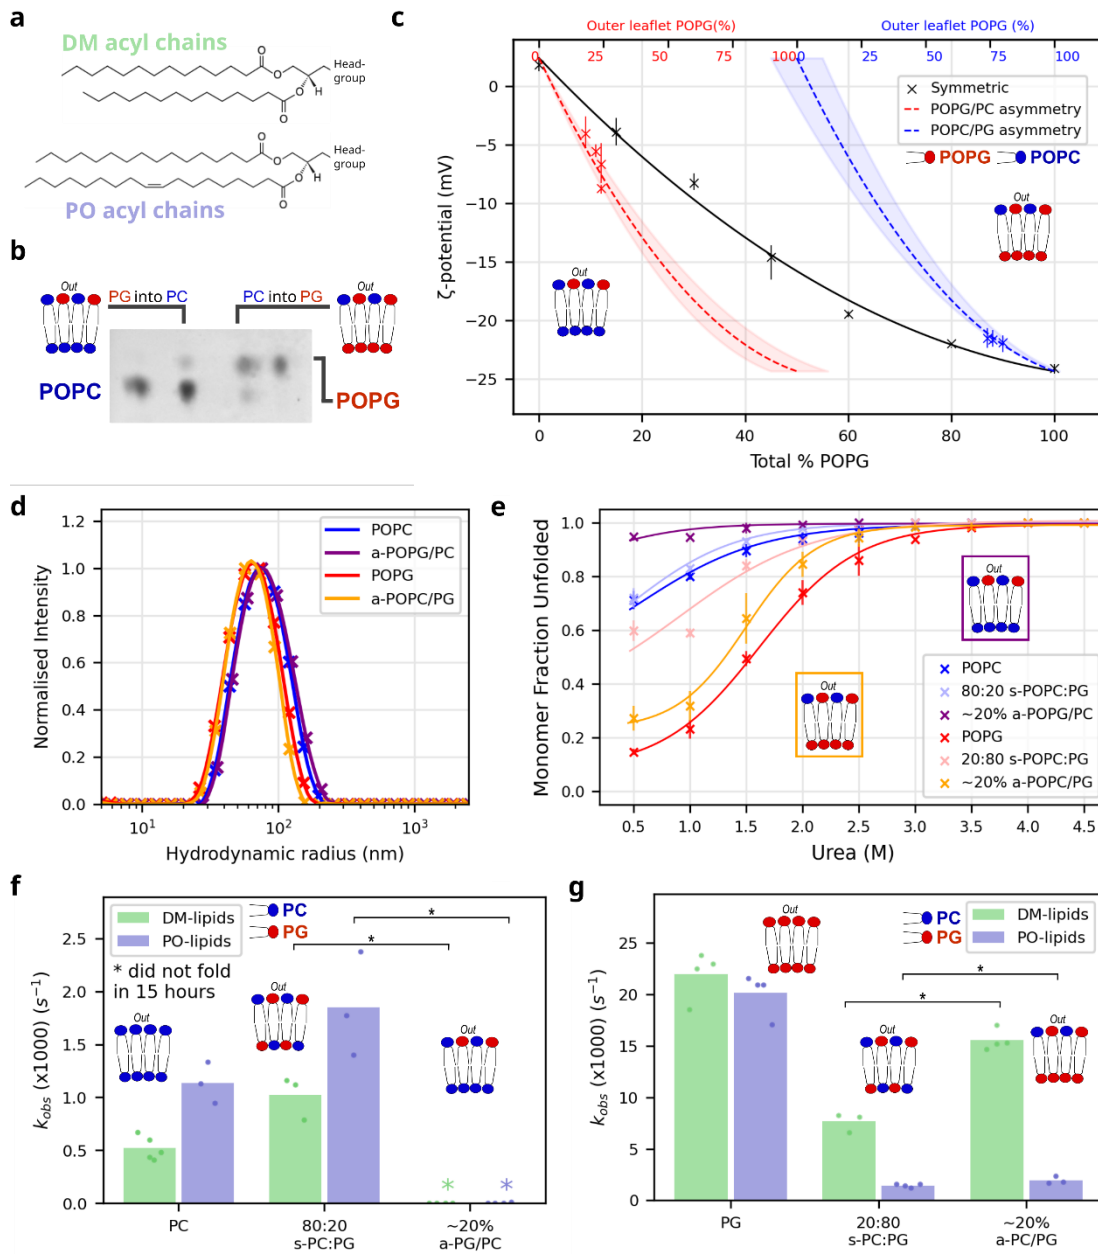 a
DM acyl chains
O
O
O
O
H
Head-
group
O
O
O
O
H
Head-
group
PO acyl chains
b
Out
PG into PC
PC into PG
Out
POPC
POPG
c
Outer leaflet POPG(%)
Outer leaflet POPG (%)
0 25 50 75 100
0 25 50 75 100
Symmetric
POPG/PC asymmetry
POPC/PG asymmetry
POPG
POPC
Out
Out
ζ-potential (mV)
0
−5
−10
−15
−20
−25
0 20 40 60 80 100
Total % POPG
d
Normalised Intensity
1.2
1.0
0.8
0.6
0.4
0.2
0.0
POPC
a-POPG/PC
POPG
a-POPC/PG
10¹ 10² 10³
Hydrodynamic radius (nm)
e
Monomer Fraction Unfolded
1.0
0.8
0.6
0.4
0.2
0.0
Out
Out
POPC
80:20 s-POPC:PG
~20% a-POPG/PC
POPG
20:80 s-POPC:PG
~20% a-POPC/PG
0.5 1.0 1.5 2.0 2.5 3.0 3.5 4.0 4.5
Urea (M)
f
DM-lipids
PO-lipids
PC
PG
* did not fold
in 15 hours
*
*
Out
Out
Out
* *
k_obs (x1000) (s⁻¹)
2.5
2.0
1.5
1.0
0.5
0.0
PC
80:20
s-PC:PG
~20%
a-PG/PC
g
Out
PC
PG
DM-lipids
PO-lipids
*
*
Out
Out
k_obs (x1000) (s⁻¹)
25
20
15
10
5
0
PG
20:80
s-PC:PG
~20%
a-PC/PG